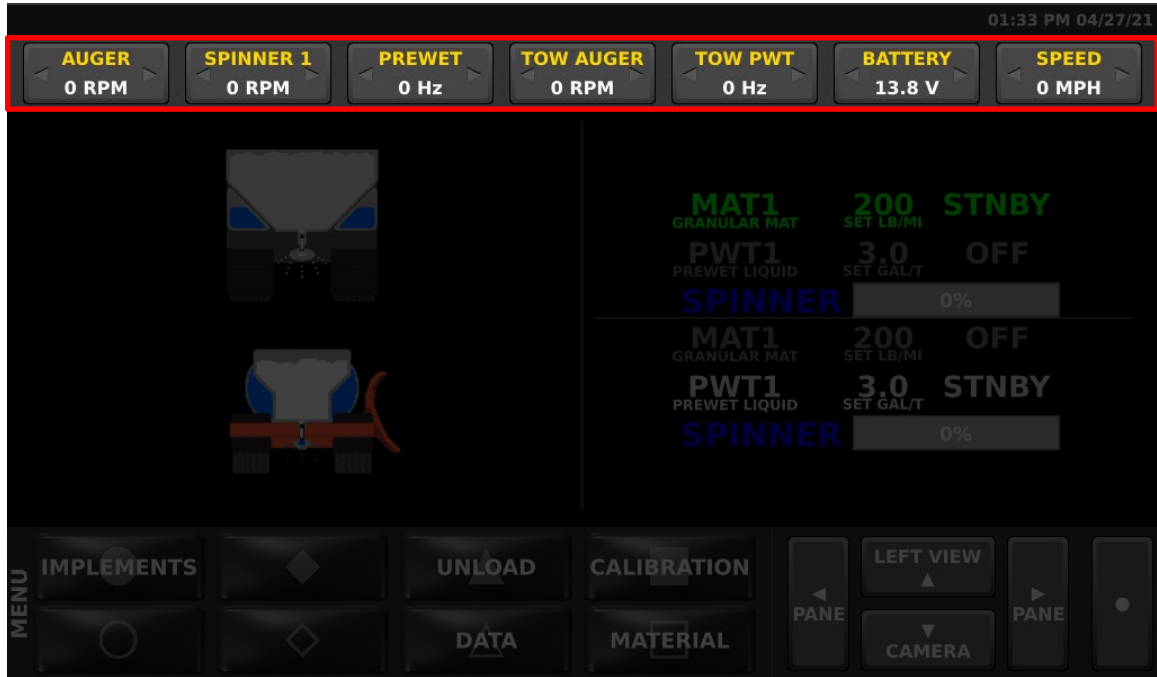 01:33 PM 04/27/21
AUGER SPINNER 1 PREWET TOW AUGER TOW PWT BATTERY SPEED
0 RPM 0 RPM 0 Hz 0 RPM 0 Hz 13.8 V 0 MPH
MAT1 200 STNBY
GRANULAR MAT SET LB/MI
PWT1 3.0 OFF
PREWET LIQUID SET GAL/T
SPINNER 0%
MAT1 200 OFF
GRANULAR MAT SET LB/MI
PWT1 3.0 STNBY
PREWET LIQUID SET GAL/T
SPINNER 0%
MENU
IMPLEMENTS UNLOAD CALIBRATION
DATA MATERIAL
PANE
LEFT VIEW
CAMERA
PANE